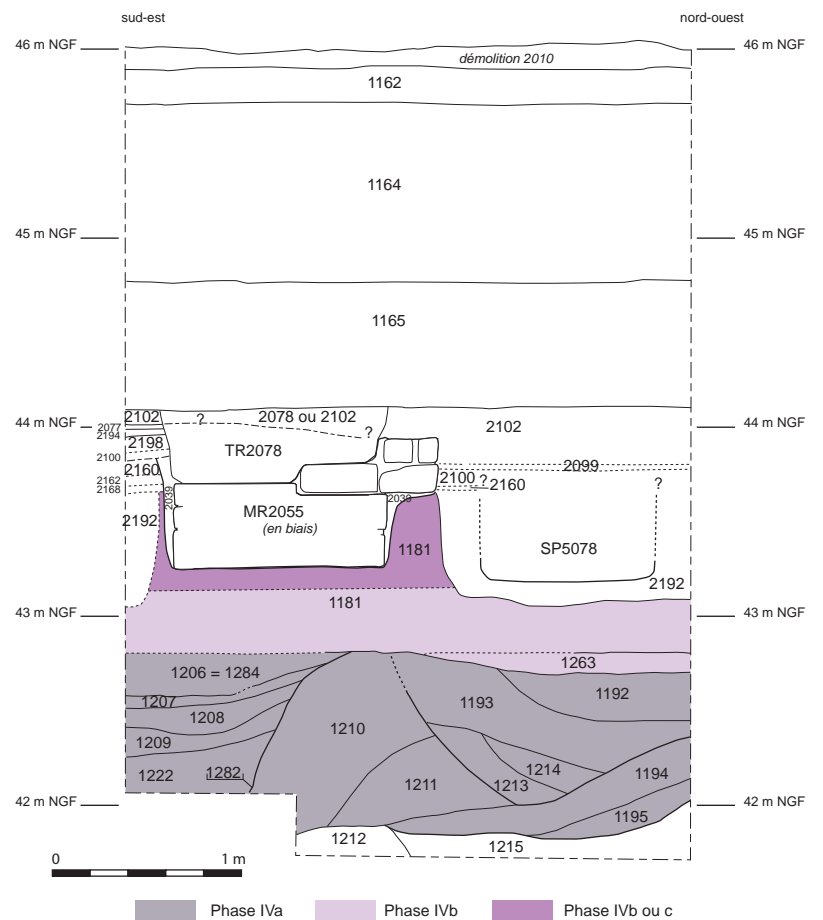 sud-est
nord-ouest
46 m NGF
46 m NGF
démolition 2010
1162
1164
45 m NGF
45 m NGF
1165
44 m NGF
44 m NGF
2102
?
2078 ou 2102
?
2102
2077
2194
2198
TR2078
2099
2100
2160
2100
?
2160
?
2162
2168
2039
2039
2192
MR2055
(en biais)
1181
SP5078
2192
43 m NGF
43 m NGF
1181
1263
1206 = 1284
1192
1207
1193
1208
1210
1209
1214
1194
1222
1282
1211
1213
42 m NGF
42 m NGF
1195
1212
1215
0
1 m
Phase IVa
Phase IVb
Phase IVb ou c